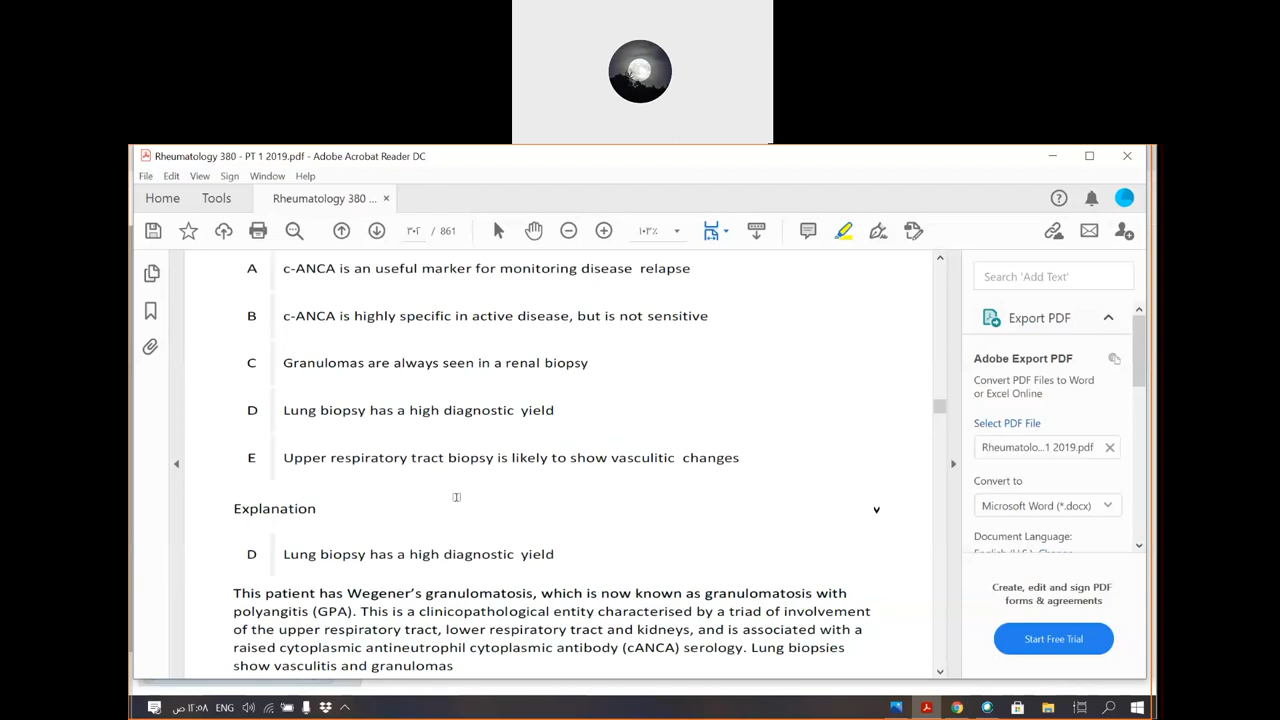 Rheumatology 380 - PT 1 2019.pdf - Adobe Acrobat Reader DC
File Edit View Sign Window Help
Home Tools Rheumatology 380 ... ×
٣٠٢ / 861
١٠٣٪
A c-ANCA is an useful marker for monitoring disease relapse
B c-ANCA is highly specific in active disease, but is not sensitive
C Granulomas are always seen in a renal biopsy
D Lung biopsy has a high diagnostic yield
E Upper respiratory tract biopsy is likely to show vasculitic changes
Explanation
D Lung biopsy has a high diagnostic yield
This patient has Wegener's granulomatosis, which is now known as granulomatosis with
polyangitis (GPA). This is a clinicopathological entity characterised by a triad of involvement
of the upper respiratory tract, lower respiratory tract and kidneys, and is associated with a
raised cytoplasmic antineutrophil cytoplasmic antibody (cANCA) serology. Lung biopsies
show vasculitis and granulomas
Search 'Add Text'
Export PDF
Adobe Export PDF
Convert PDF Files to Word
or Excel Online
Select PDF File
Rheumatolo...1 2019.pdf
Convert to
Microsoft Word (*.docx)
Document Language:
Create, edit and sign PDF
forms & agreements
Start Free Trial
١٢:٥٨ ص ENG